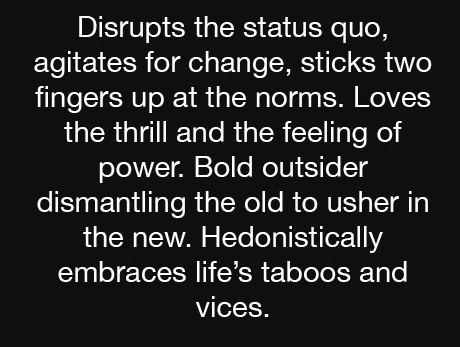 Disrupts the status quo,
agitates for change, sticks two
fingers up at the norms. Loves
the thrill and the feeling of
power. Bold outsider
dismantling the old to usher in
the new. Hedonistically
embraces life’s taboos and
vices.